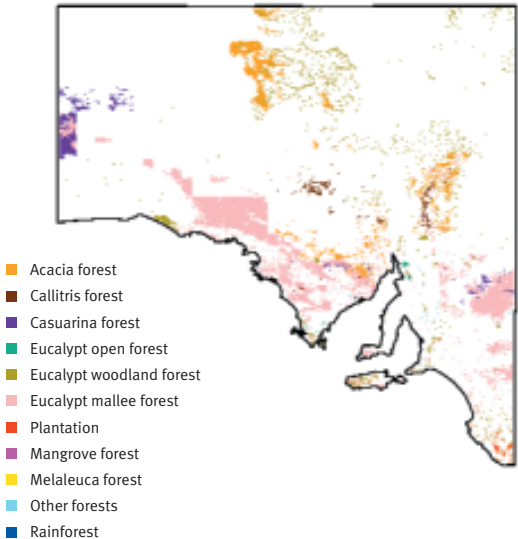 Acacia forest
Callitris forest
Casuarina forest
Eucalypt open forest
Eucalypt woodland forest
Eucalypt mallee forest
Plantation
Mangrove forest
Melaleuca forest
Other forests
Rainforest